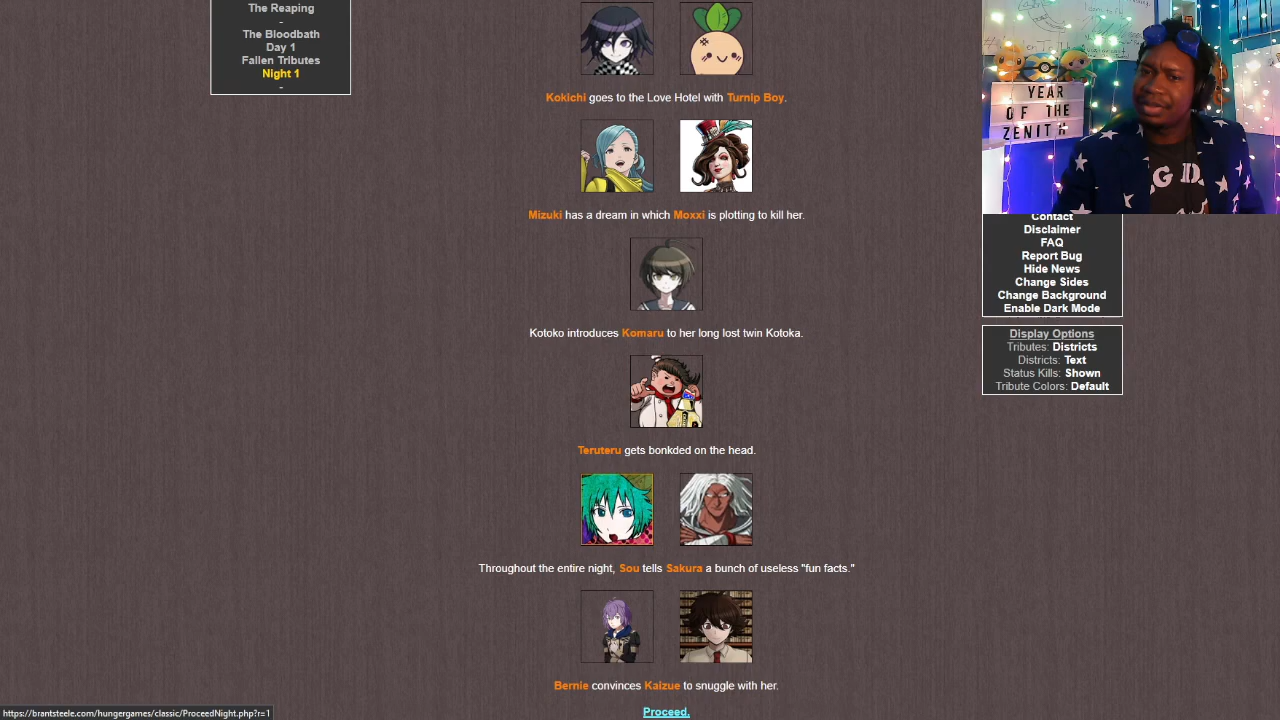 The Reaping
-
The Bloodbath
Day 1
Fallen Tributes
Night 1
-
Kokichi goes to the Love Hotel with Turnip Boy.
Mizuki has a dream in which Moxxi is plotting to kill her.
Kotoko introduces Komaru to her long lost twin Kotoka.
Teruteru gets bonkded on the head.
Throughout the entire night, Sou tells Sakura a bunch of useless "fun facts."
Bernie convinces Kaizue to snuggle with her.
Proceed.
YEAR
OF THE
ZENITH
G D.
Contact
Disclaimer
FAQ
Report Bug
Hide News
Change Sides
Change Background
Enable Dark Mode
Display Options
Tributes: Districts
Districts: Text
Status Kills: Shown
Tribute Colors: Default
https://brantsteele.com/hungergames/classic/ProceedNight.php?r=1